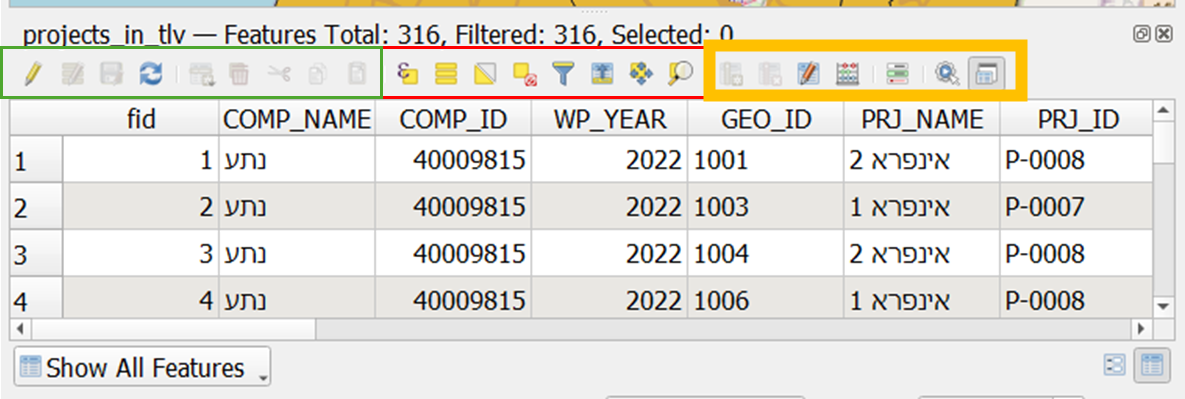 projects_in_tlv — Features Total: 316, Filtered: 316, Selected: 0
fid COMP_NAME COMP_ID WP_YEAR GEO_ID PRJ_NAME PRJ_ID
1 1 נתע 40009815 2022 1001 אינפרא 2 P-0008
2 2 נתע 40009815 2022 1003 אינפרא 1 P-0007
3 3 נתע 40009815 2022 1004 אינפרא 2 P-0008
4 4 נתע 40009815 2022 1006 אינפרא 1 P-0008
Show All Features